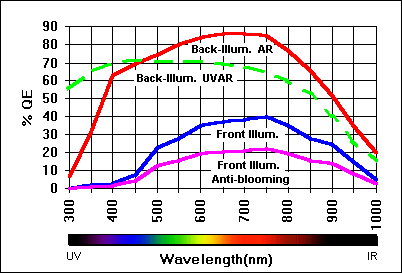 90
80
70
60
50
40
30
20
10
0
% QE
Back-Illum. AR
Back-Illum. UVAR
Front Illum.
Front Illum.
Anti-blooming
300
400
500
600
700
800
900
1000
UV
Wavelength(nm)
IR